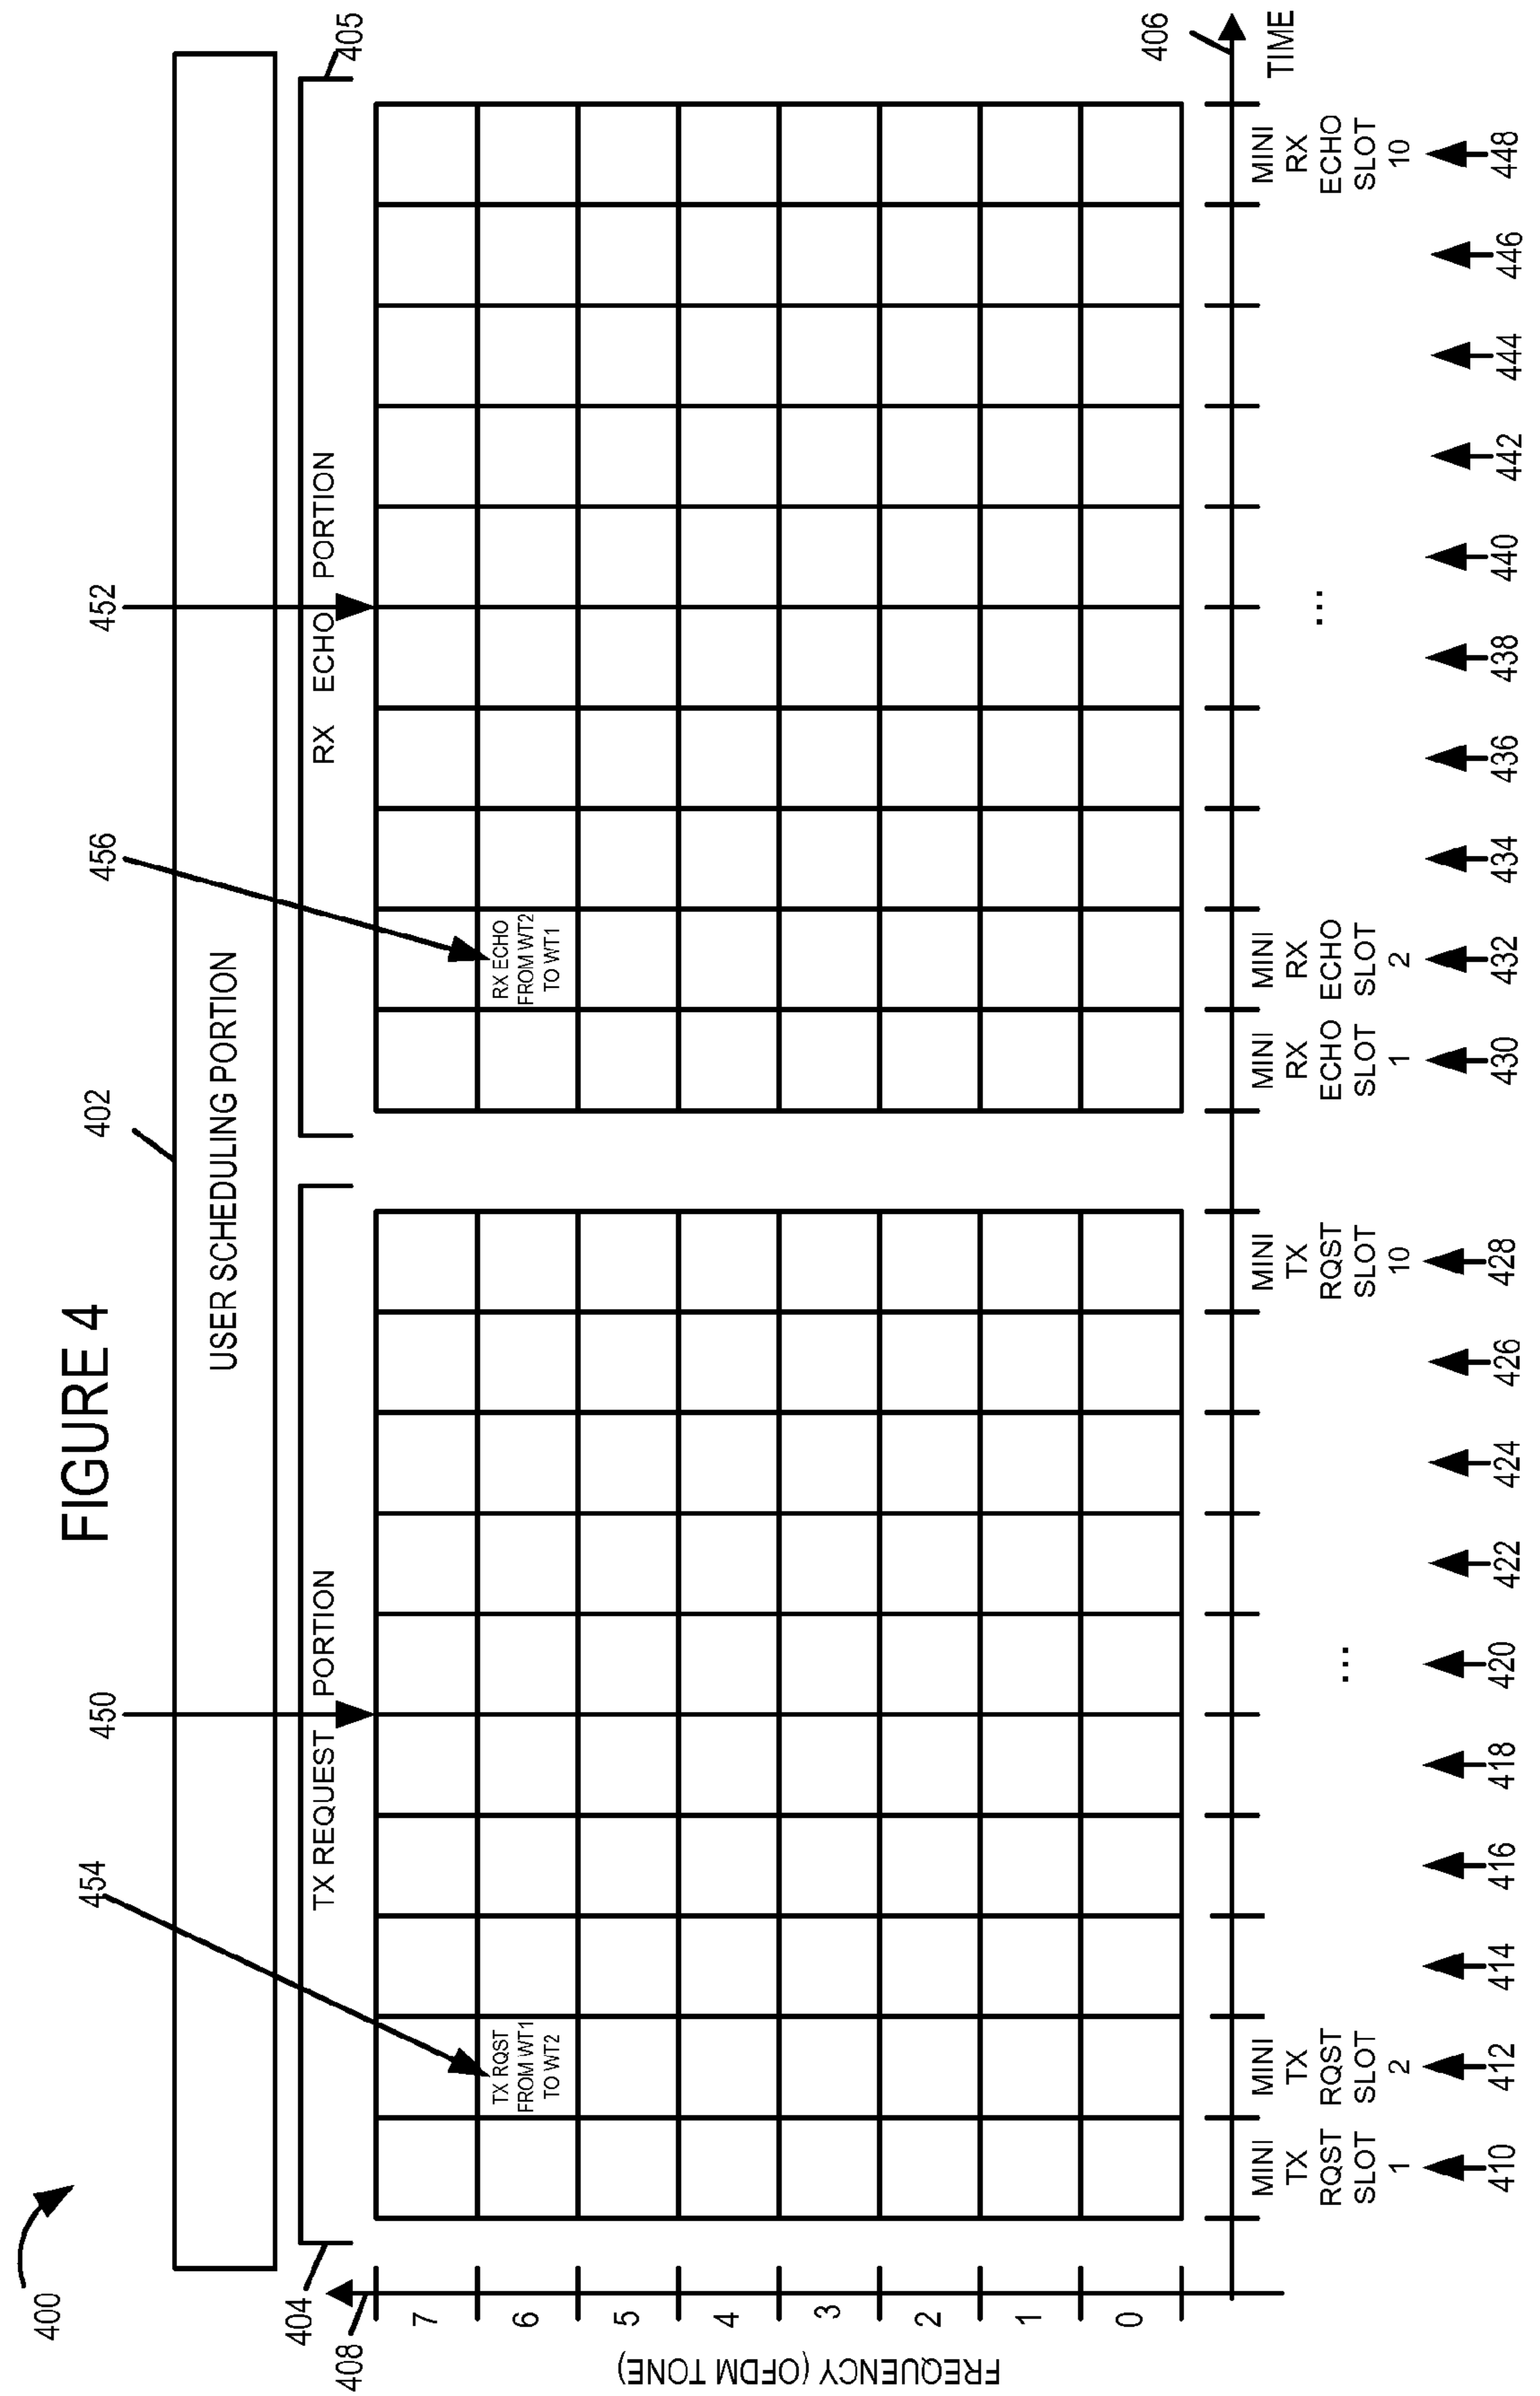 FIGURE 4
400
402
USER SCHEDULING PORTION
404
454
450
456
452
405
TX REQUEST PORTION
RX ECHO PORTION
408
FREQUENCY (OFDM TONE)
7
6
5
4
3
2
1
0
TX RQST
FROM WT1
TO WT2
RX ECHO
FROM WT2
TO WT1
406
TIME
MINI
TX
RQST
SLOT
1
MINI
TX
RQST
SLOT
2
...
MINI
TX
RQST
SLOT
10
MINI
RX
ECHO
SLOT
1
MINI
RX
ECHO
SLOT
2
...
MINI
RX
ECHO
SLOT
10
410
412
414
416
418
420
422
424
426
428
430
432
434
436
438
440
442
444
446
448